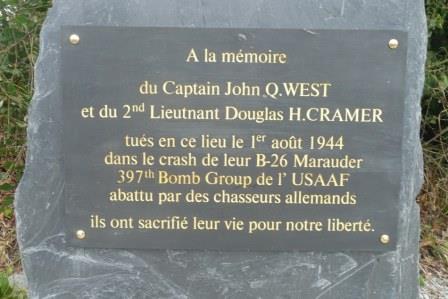 A la mémoire
du Captain John Q.WEST
et du 2nd Lieutnant Douglas H.CRAMER
tués en ce lieu le 1er août 1944
dans le crash de leur B-26 Marauder
397th Bomb Group de l' USAAF
abattu par des chasseurs allemands
ils ont sacrifié leur vie pour notre liberté.